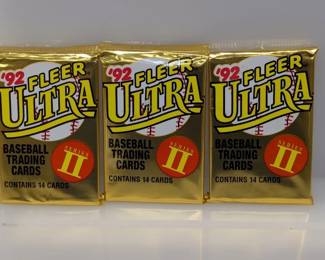 '92 FLEER
ULTRA
BASEBALL
TRADING
CARDS
SERIES
II
CONTAINS 14 CARDS
'92 FLEER
ULTRA
BASEBALL
TRADING
CARDS
SERIES
II
CONTAINS 14 CARDS
'92 FLEER
ULTRA
BASEBALL
TRADING
CARDS
SERIES
II
CONTAINS 14 CARDS